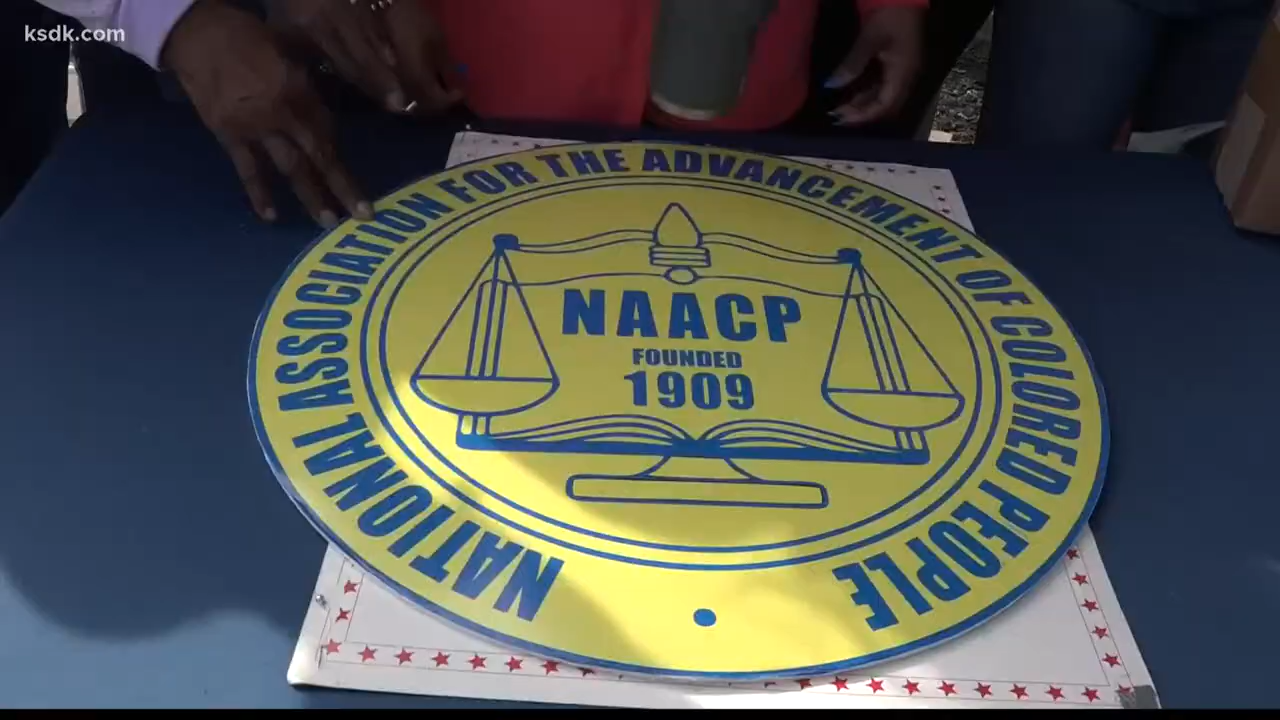 ksdk.com
NATIONAL ASSOCIATION FOR THE ADVANCEMENT OF COLORED PEOPLE
NAACP
FOUNDED
1909